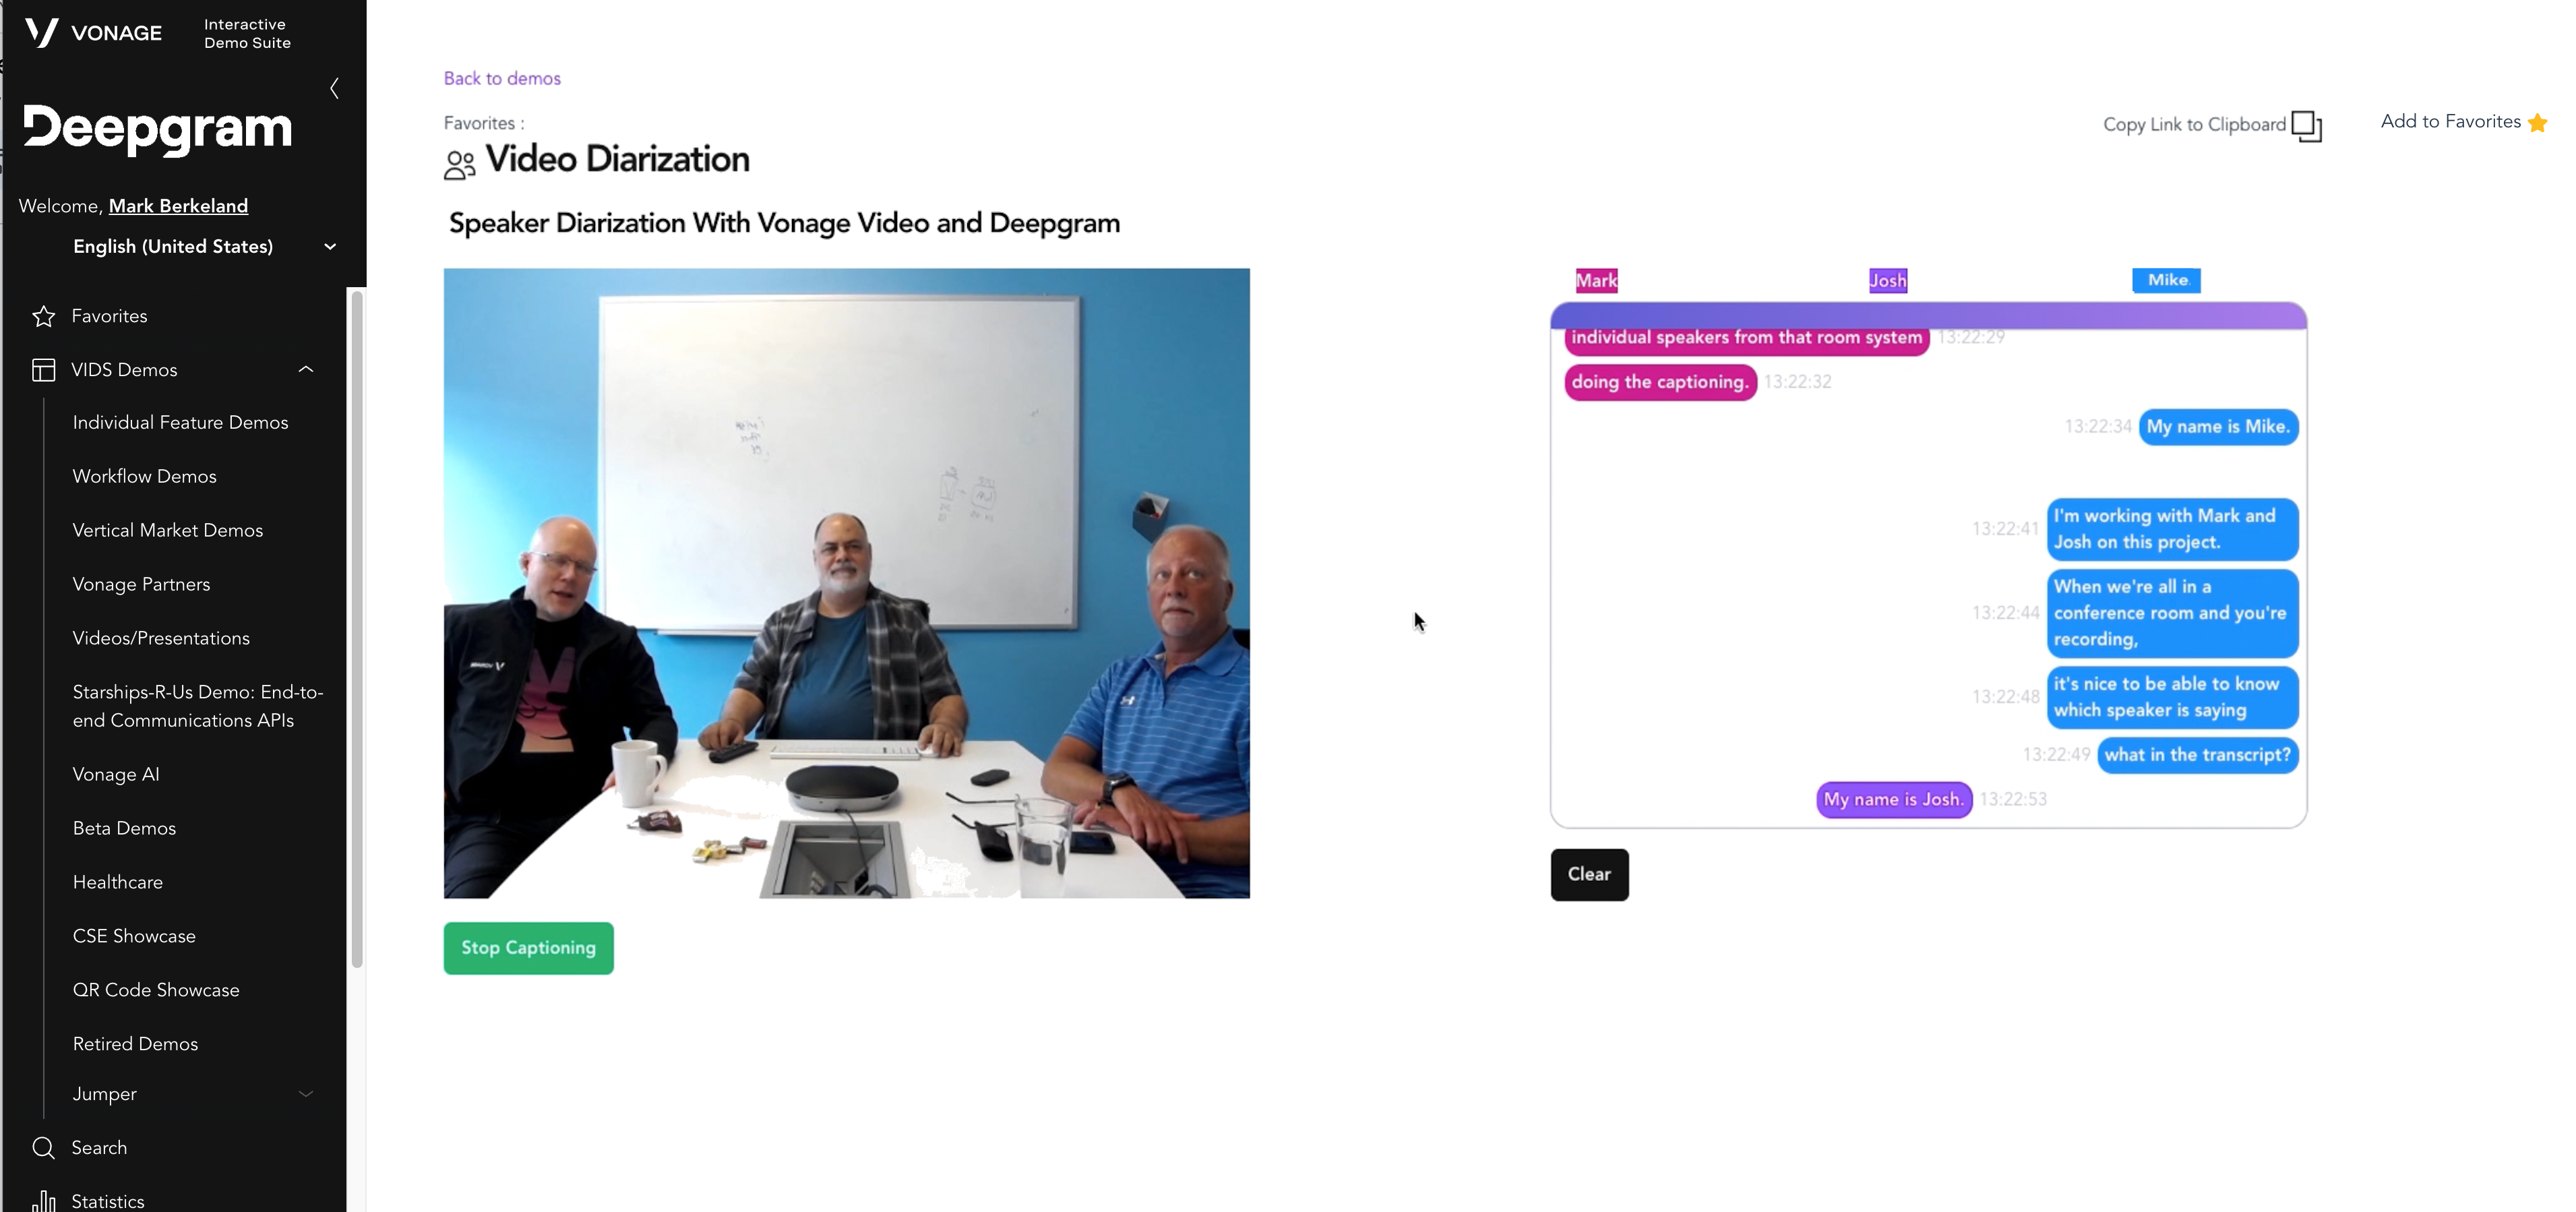 VONAGE
Interactive
Demo Suite
Deepgram
Welcome, Mark Berkeland
English (United States)
Favorites
VIDS Demos
Individual Feature Demos
Workflow Demos
Vertical Market Demos
Vonage Partners
Videos/Presentations
Starships-R-Us Demo: End-to-
end Communications APIs
Vonage AI
Beta Demos
Healthcare
CSE Showcase
QR Code Showcase
Retired Demos
Jumper
Search
Statistics
Back to demos
Favorites :
Copy Link to Clipboard
Add to Favorites
Video Diarization
Speaker Diarization With Vonage Video and Deepgram
Stop Captioning
Mark
Josh
Mike
individual speakers from that room system 13:22:29
doing the captioning. 13:22:32
13:22:34 My name is Mike.
I'm working with Mark and
13:22:41
Josh on this project.
When we're all in a
13:22:44 conference room and you're
recording,
it's nice to be able to know
13:22:48
which speaker is saying
13:22:49 what in the transcript?
My name is Josh. 13:22:53
Clear